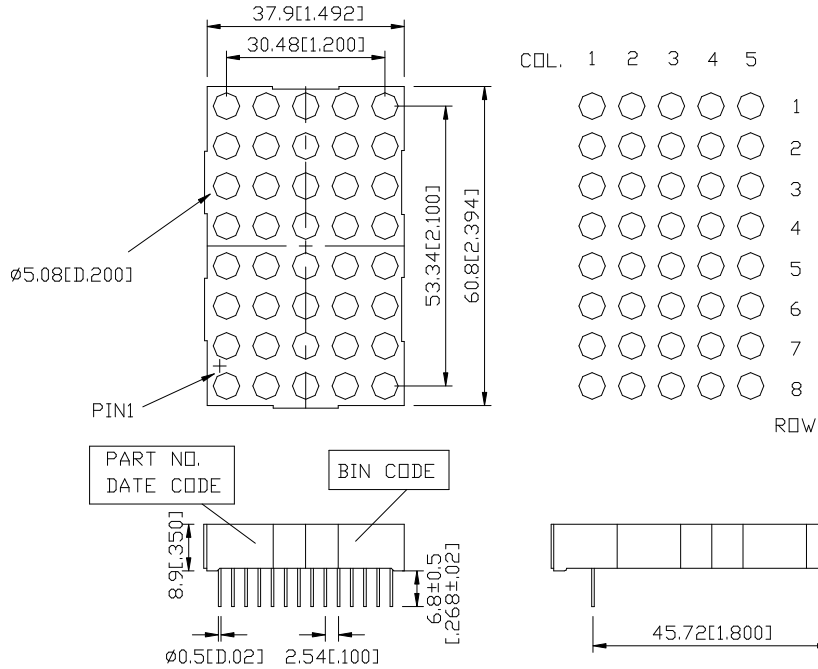 37.9[1.492]
30.48[1.200]
COL. 1 2 3 4 5
1
2
3
4
5
6
7
8
ROW
53.34[2.100]
60.8[2.394]
ø5.08[0.200]
PIN1
PART NO.
DATE CODE
BIN CODE
8.9[.350]
6.8±0.5
[.268±.02]
ø0.5[0.02]
2.54[.100]
45.72[1.800]